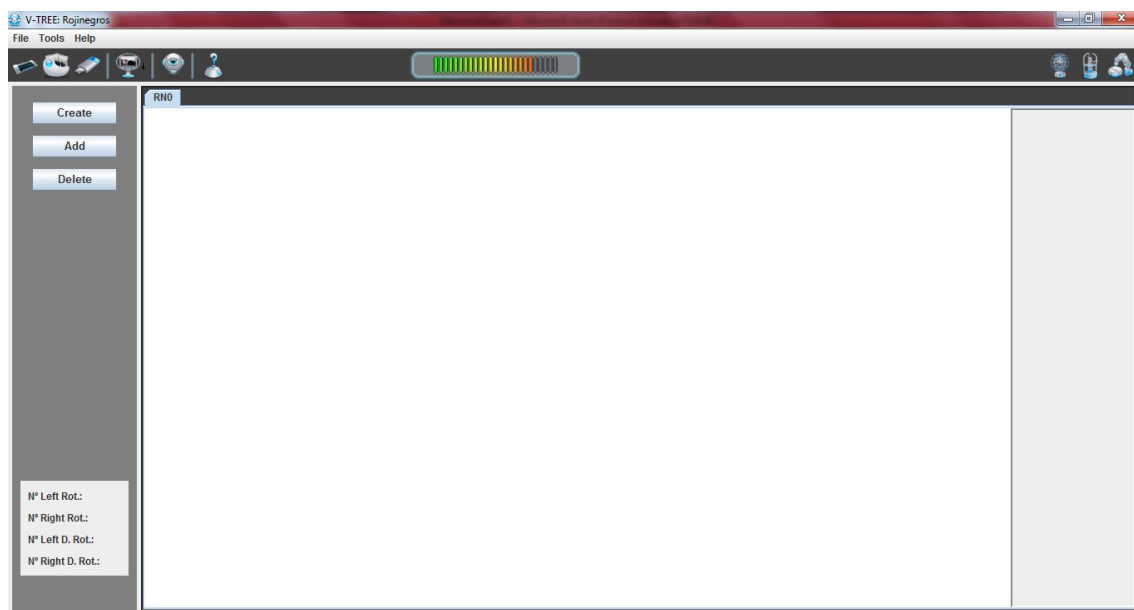 V-TREE: Rojinegros
File Tools Help
RN0
Create
Add
Delete
Nº Left Rot.:
Nº Right Rot.:
Nº Left D. Rot.:
Nº Right D. Rot.: